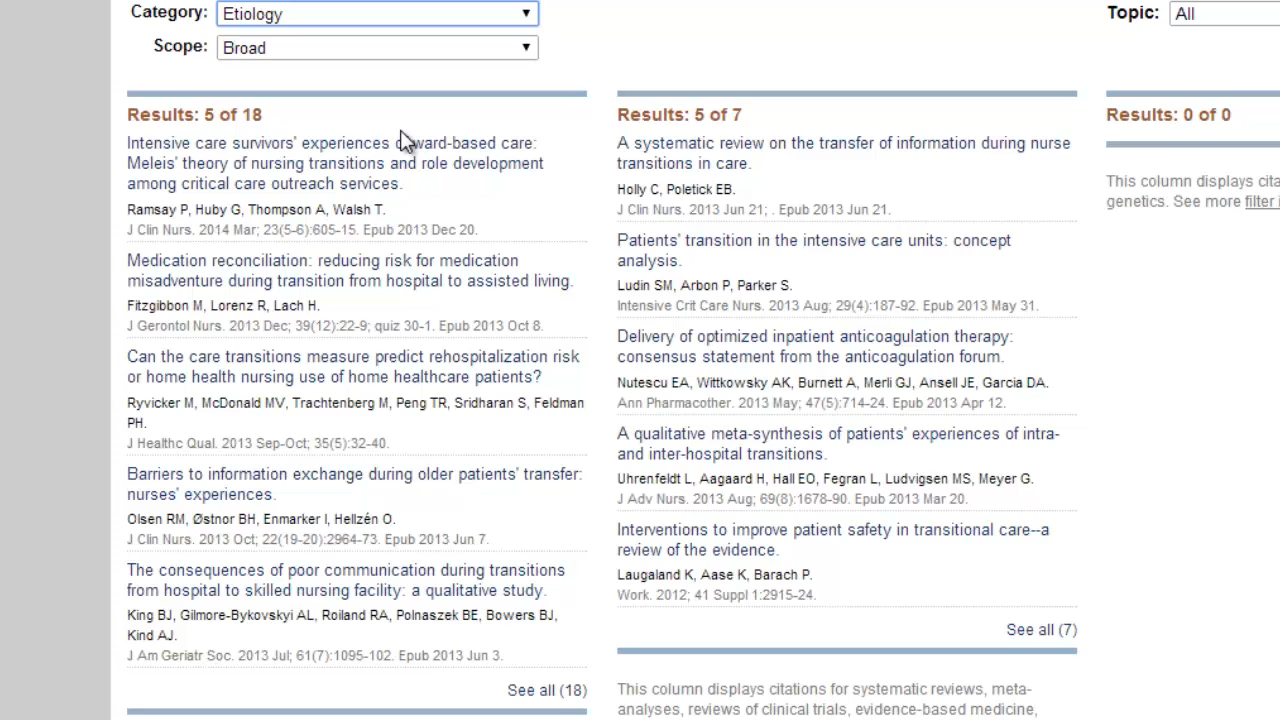 Category: Etiology
Scope: Broad
Topic: All
Results: 5 of 18
Intensive care survivors' experiences ward-based care:
Meleis' theory of nursing transitions and role development
among critical care outreach services.
Ramsay P, Huby G, Thompson A, Walsh T.
J Clin Nurs. 2014 Mar; 23(5-6):605-15. Epub 2013 Dec 20.
Medication reconciliation: reducing risk for medication
misadventure during transition from hospital to assisted living.
Fitzgibbon M, Lorenz R, Lach H.
J Gerontol Nurs. 2013 Dec; 39(12):22-9; quiz 30-1. Epub 2013 Oct 8.
Can the care transitions measure predict rehospitalization risk
or home health nursing use of home healthcare patients?
Ryvicker M, McDonald MV, Trachtenberg M, Peng TR, Sridharan S, Feldman
PH.
J Healthc Qual. 2013 Sep-Oct; 35(5):32-40.
Barriers to information exchange during older patients' transfer:
nurses' experiences.
Olsen RM, Østnor BH, Enmarker I, Hellzén O.
J Clin Nurs. 2013 Oct; 22(19-20):2964-73. Epub 2013 Jun 7.
The consequences of poor communication during transitions
from hospital to skilled nursing facility: a qualitative study.
King BJ, Gilmore-Bykovskyi AL, Roiland RA, Polnaszek BE, Bowers BJ,
Kind AJ.
J Am Geriatr Soc. 2013 Jul; 61(7):1095-102. Epub 2013 Jun 3.
See all (18)
Results: 5 of 7
A systematic review on the transfer of information during nurse
transitions in care.
Holly C, Poletick EB.
J Clin Nurs. 2013 Jun 21; . Epub 2013 Jun 21.
Patients' transition in the intensive care units: concept
analysis.
Ludin SM, Arbon P, Parker S.
Intensive Crit Care Nurs. 2013 Aug; 29(4):187-92. Epub 2013 May 31.
Delivery of optimized inpatient anticoagulation therapy:
consensus statement from the anticoagulation forum.
Nutescu EA, Wittkowsky AK, Burnett A, Merli GJ, Ansell JE, Garcia DA.
Ann Pharmacother. 2013 May; 47(5):714-24. Epub 2013 Apr 12.
A qualitative meta-synthesis of patients' experiences of intra-
and inter-hospital transitions.
Uhrenfeldt L, Aagaard H, Hall EO, Fegran L, Ludvigsen MS, Meyer G.
J Adv Nurs. 2013 Aug; 69(8):1678-90. Epub 2013 Mar 20.
Interventions to improve patient safety in transitional care--a
review of the evidence.
Laugaland K, Aase K, Barach P.
Work. 2012; 41 Suppl 1:2915-24.
See all (7)
This column displays citations for systematic reviews, meta-
analyses, reviews of clinical trials, evidence-based medicine,
Results: 0 of 0
This column displays cita
genetics. See more filter i